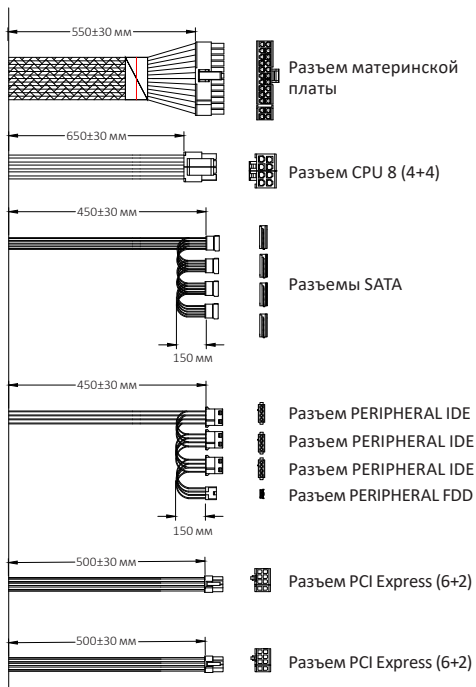 550±30 мм
Разъем материнской
платы
650±30 мм
Разъем CPU 8 (4+4)
450±30 мм
Разъемы SATA
150 мм
450±30 мм
Разъем PERIPHERAL IDE
Разъем PERIPHERAL IDE
Разъем PERIPHERAL IDE
Разъем PERIPHERAL FDD
150 мм
500±30 мм
Разъем PCI Express (6+2)
500±30 мм
Разъем PCI Express (6+2)